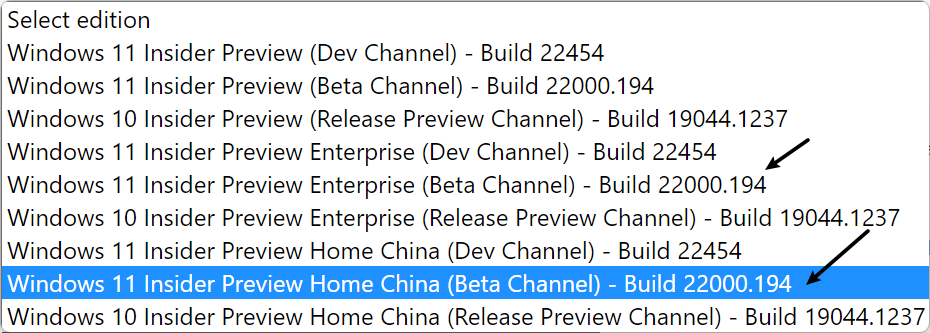 Select edition
Windows 11 Insider Preview (Dev Channel) - Build 22454
Windows 11 Insider Preview (Beta Channel) - Build 22000.194
Windows 10 Insider Preview (Release Preview Channel) - Build 19044.1237
Windows 11 Insider Preview Enterprise (Dev Channel) - Build 22454
Windows 11 Insider Preview Enterprise (Beta Channel) - Build 22000.194
Windows 10 Insider Preview Enterprise (Release Preview Channel) - Build 19044.1237
Windows 11 Insider Preview Home China (Dev Channel) - Build 22454
Windows 11 Insider Preview Home China (Beta Channel) - Build 22000.194
Windows 10 Insider Preview Home China (Release Preview Channel) - Build 19044.1237